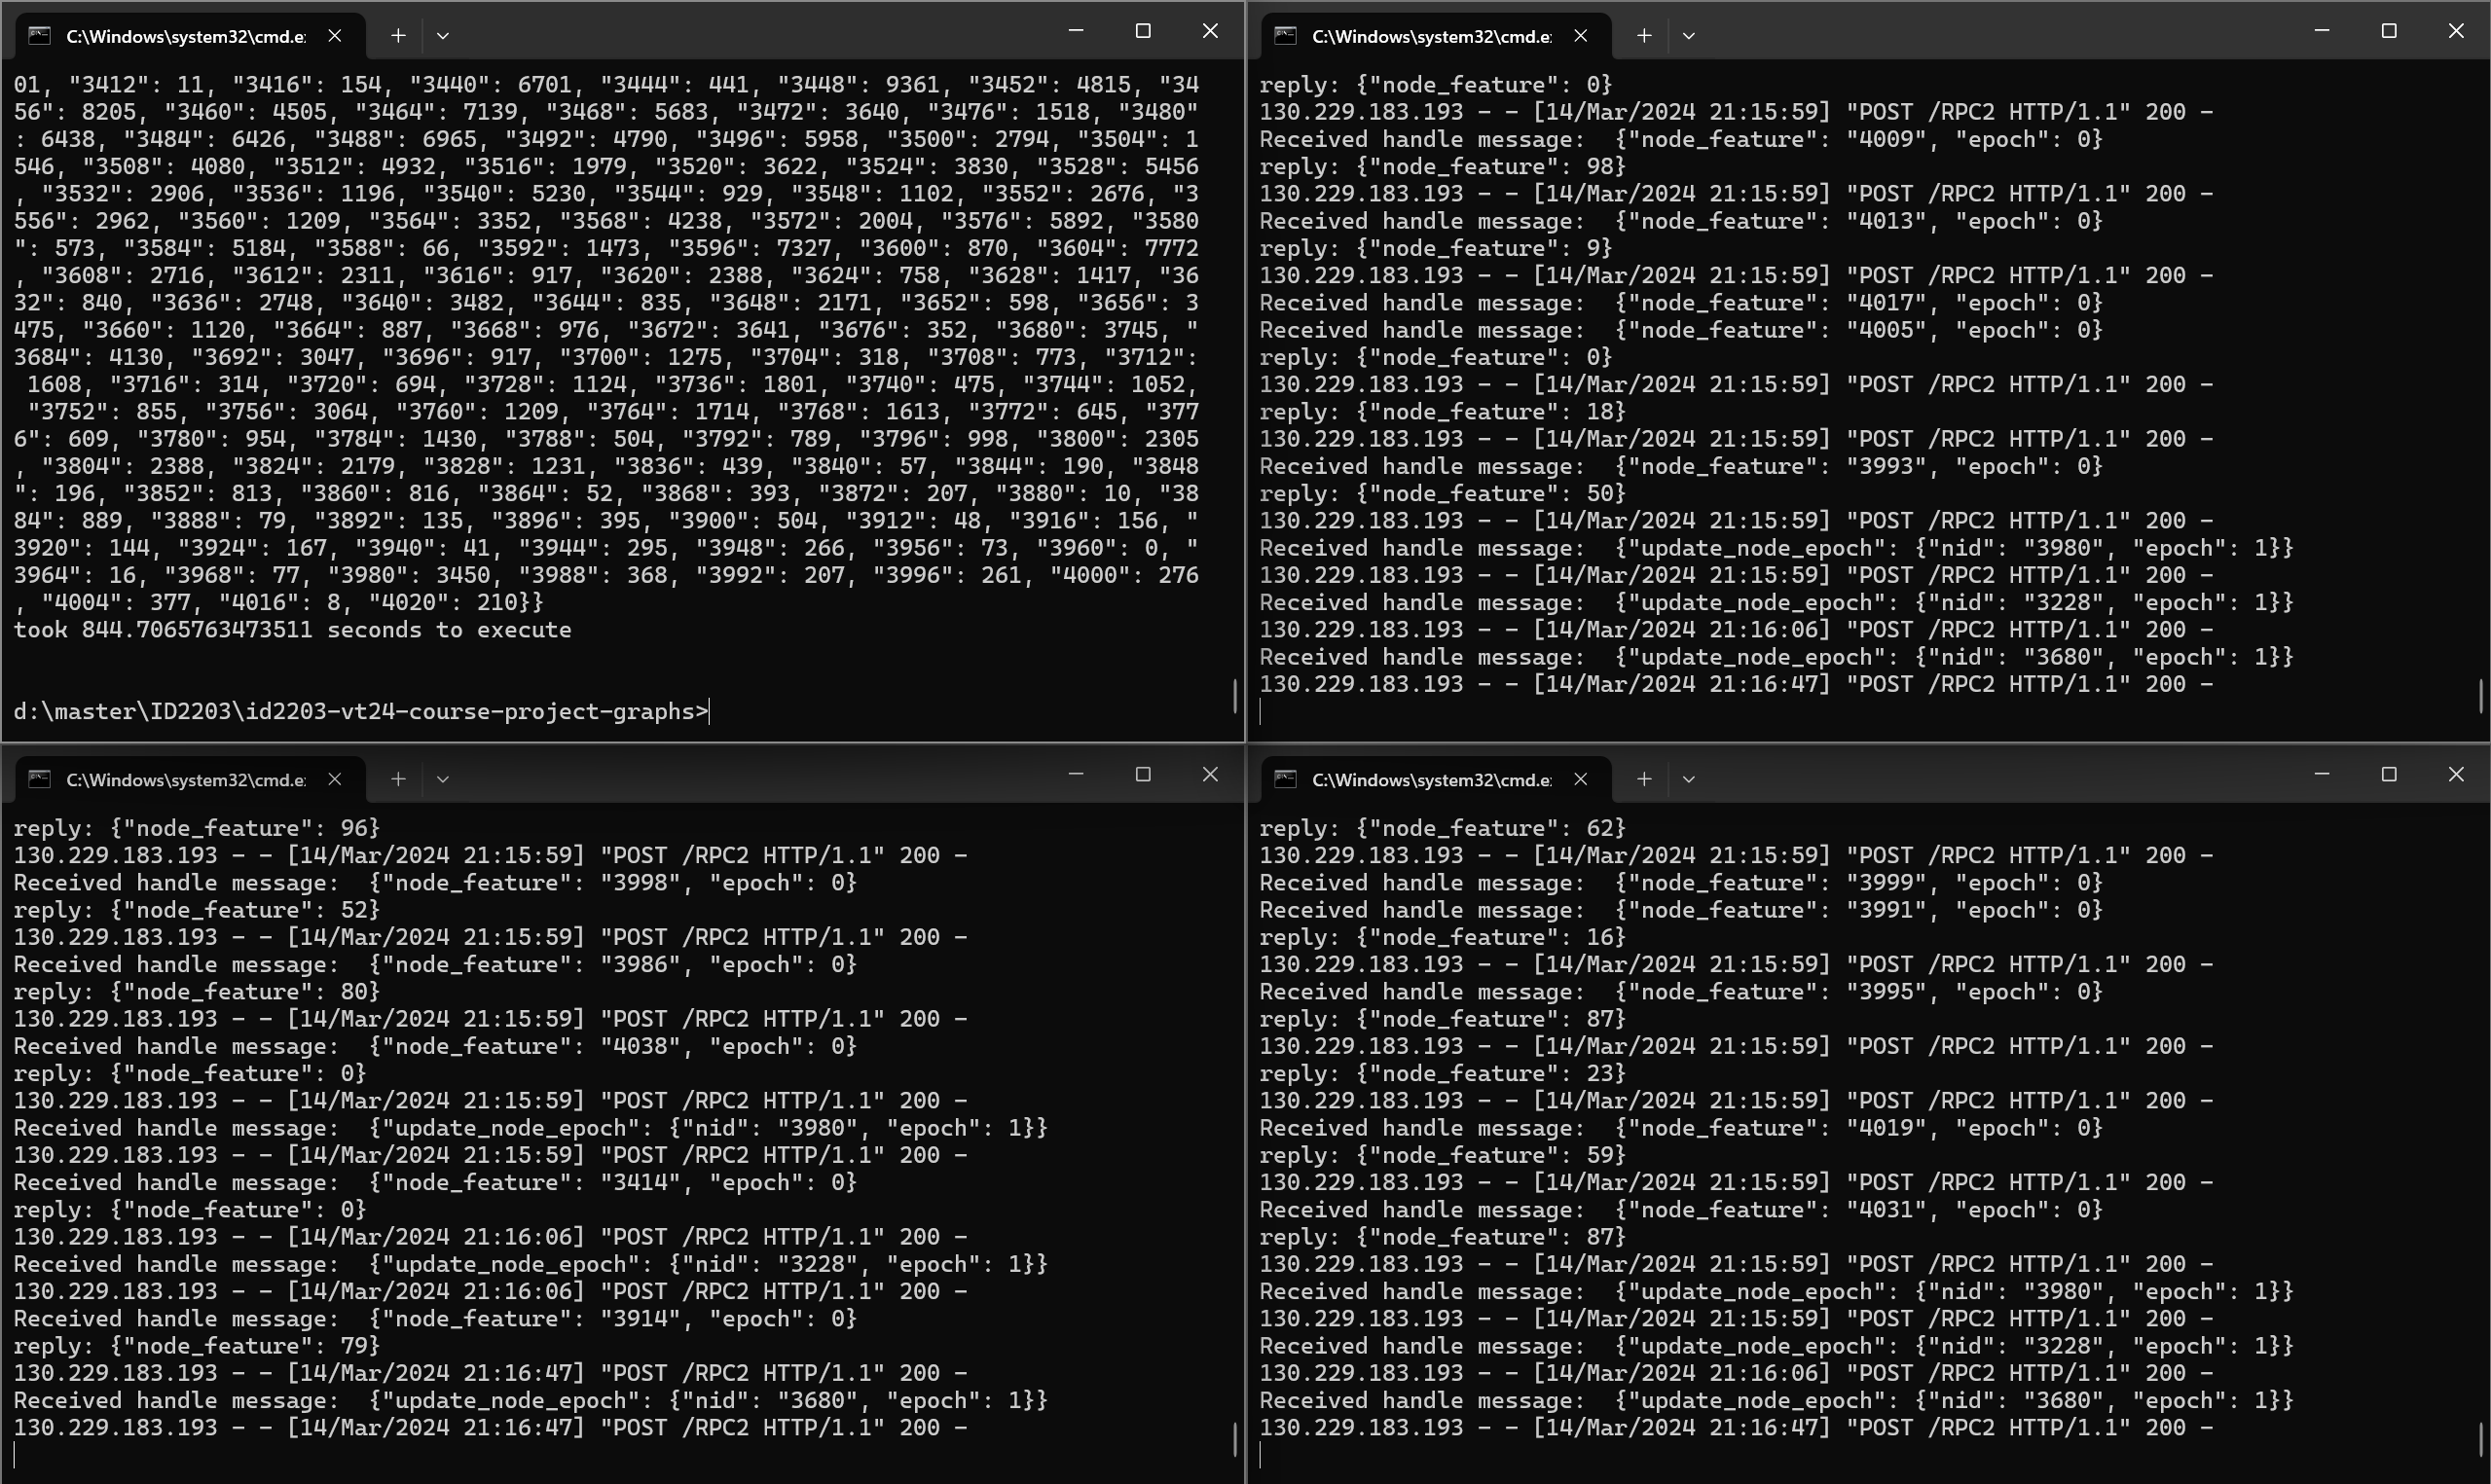 C:\Windows\system32\cmd.e:
01, "3412": 11, "3416": 154, "3440": 6701, "3444": 441, "3448": 9361, "3452": 4815, "34
56": 8205, "3460": 4505, "3464": 7139, "3468": 5683, "3472": 3640, "3476": 1518, "3480"
: 6438, "3484": 6426, "3488": 6965, "3492": 4790, "3496": 5958, "3500": 2794, "3504": 1
546, "3508": 4080, "3512": 4932, "3516": 1979, "3520": 3622, "3524": 3830, "3528": 5456
, "3532": 2906, "3536": 1196, "3540": 5230, "3544": 929, "3548": 1102, "3552": 2676, "3
556": 2962, "3560": 1209, "3564": 3352, "3568": 4238, "3572": 2004, "3576": 5892, "3580
": 573, "3584": 5184, "3588": 66, "3592": 1473, "3596": 7327, "3600": 870, "3604": 7772
, "3608": 2716, "3612": 2311, "3616": 917, "3620": 2388, "3624": 758, "3628": 1417, "36
32": 840, "3636": 2748, "3640": 3482, "3644": 835, "3648": 2171, "3652": 598, "3656": 3
475, "3660": 1120, "3664": 887, "3668": 976, "3672": 3641, "3676": 352, "3680": 3745, "
3684": 4130, "3692": 3047, "3696": 917, "3700": 1275, "3704": 318, "3708": 773, "3712":
 1608, "3716": 314, "3720": 694, "3728": 1124, "3736": 1801, "3740": 475, "3744": 1052,
 "3752": 855, "3756": 3064, "3760": 1209, "3764": 1714, "3768": 1613, "3772": 645, "377
6": 609, "3780": 954, "3784": 1430, "3788": 504, "3792": 789, "3796": 998, "3800": 2305
, "3804": 2388, "3824": 2179, "3828": 1231, "3836": 439, "3840": 57, "3844": 190, "3848
": 196, "3852": 813, "3860": 816, "3864": 52, "3868": 393, "3872": 207, "3880": 10, "38
84": 889, "3888": 79, "3892": 135, "3896": 395, "3900": 504, "3912": 48, "3916": 156, "
3920": 144, "3924": 167, "3940": 41, "3944": 295, "3948": 266, "3956": 73, "3960": 0, "
3964": 16, "3968": 77, "3980": 3450, "3988": 368, "3992": 207, "3996": 261, "4000": 276
, "4004": 377, "4016": 8, "4020": 210}}
took 844.7065763473511 seconds to execute
d:\master\ID2203\id2203-vt24-course-project-graphs>
C:\Windows\system32\cmd.e:
reply: {"node_feature": 0}
130.229.183.193 - - [14/Mar/2024 21:15:59] "POST /RPC2 HTTP/1.1" 200 -
Received handle message:  {"node_feature": "4009", "epoch": 0}
reply: {"node_feature": 98}
130.229.183.193 - - [14/Mar/2024 21:15:59] "POST /RPC2 HTTP/1.1" 200 -
Received handle message:  {"node_feature": "4013", "epoch": 0}
reply: {"node_feature": 9}
130.229.183.193 - - [14/Mar/2024 21:15:59] "POST /RPC2 HTTP/1.1" 200 -
Received handle message:  {"node_feature": "4017", "epoch": 0}
Received handle message:  {"node_feature": "4005", "epoch": 0}
reply: {"node_feature": 0}
130.229.183.193 - - [14/Mar/2024 21:15:59] "POST /RPC2 HTTP/1.1" 200 -
reply: {"node_feature": 18}
130.229.183.193 - - [14/Mar/2024 21:15:59] "POST /RPC2 HTTP/1.1" 200 -
Received handle message:  {"node_feature": "3993", "epoch": 0}
reply: {"node_feature": 50}
130.229.183.193 - - [14/Mar/2024 21:15:59] "POST /RPC2 HTTP/1.1" 200 -
Received handle message:  {"update_node_epoch": {"nid": "3980", "epoch": 1}}
130.229.183.193 - - [14/Mar/2024 21:15:59] "POST /RPC2 HTTP/1.1" 200 -
Received handle message:  {"update_node_epoch": {"nid": "3228", "epoch": 1}}
130.229.183.193 - - [14/Mar/2024 21:16:06] "POST /RPC2 HTTP/1.1" 200 -
Received handle message:  {"update_node_epoch": {"nid": "3680", "epoch": 1}}
130.229.183.193 - - [14/Mar/2024 21:16:47] "POST /RPC2 HTTP/1.1" 200 -
C:\Windows\system32\cmd.e:
reply: {"node_feature": 96}
130.229.183.193 - - [14/Mar/2024 21:15:59] "POST /RPC2 HTTP/1.1" 200 -
Received handle message:  {"node_feature": "3998", "epoch": 0}
reply: {"node_feature": 52}
130.229.183.193 - - [14/Mar/2024 21:15:59] "POST /RPC2 HTTP/1.1" 200 -
Received handle message:  {"node_feature": "3986", "epoch": 0}
reply: {"node_feature": 80}
130.229.183.193 - - [14/Mar/2024 21:15:59] "POST /RPC2 HTTP/1.1" 200 -
Received handle message:  {"node_feature": "4038", "epoch": 0}
reply: {"node_feature": 0}
130.229.183.193 - - [14/Mar/2024 21:15:59] "POST /RPC2 HTTP/1.1" 200 -
Received handle message:  {"update_node_epoch": {"nid": "3980", "epoch": 1}}
130.229.183.193 - - [14/Mar/2024 21:15:59] "POST /RPC2 HTTP/1.1" 200 -
Received handle message:  {"node_feature": "3414", "epoch": 0}
reply: {"node_feature": 0}
130.229.183.193 - - [14/Mar/2024 21:16:06] "POST /RPC2 HTTP/1.1" 200 -
Received handle message:  {"update_node_epoch": {"nid": "3228", "epoch": 1}}
130.229.183.193 - - [14/Mar/2024 21:16:06] "POST /RPC2 HTTP/1.1" 200 -
Received handle message:  {"node_feature": "3914", "epoch": 0}
reply: {"node_feature": 79}
130.229.183.193 - - [14/Mar/2024 21:16:47] "POST /RPC2 HTTP/1.1" 200 -
Received handle message:  {"update_node_epoch": {"nid": "3680", "epoch": 1}}
130.229.183.193 - - [14/Mar/2024 21:16:47] "POST /RPC2 HTTP/1.1" 200 -
C:\Windows\system32\cmd.e:
reply: {"node_feature": 62}
130.229.183.193 - - [14/Mar/2024 21:15:59] "POST /RPC2 HTTP/1.1" 200 -
Received handle message:  {"node_feature": "3999", "epoch": 0}
Received handle message:  {"node_feature": "3991", "epoch": 0}
reply: {"node_feature": 16}
130.229.183.193 - - [14/Mar/2024 21:15:59] "POST /RPC2 HTTP/1.1" 200 -
Received handle message:  {"node_feature": "3995", "epoch": 0}
reply: {"node_feature": 87}
130.229.183.193 - - [14/Mar/2024 21:15:59] "POST /RPC2 HTTP/1.1" 200 -
reply: {"node_feature": 23}
130.229.183.193 - - [14/Mar/2024 21:15:59] "POST /RPC2 HTTP/1.1" 200 -
Received handle message:  {"node_feature": "4019", "epoch": 0}
reply: {"node_feature": 59}
130.229.183.193 - - [14/Mar/2024 21:15:59] "POST /RPC2 HTTP/1.1" 200 -
Received handle message:  {"node_feature": "4031", "epoch": 0}
reply: {"node_feature": 87}
130.229.183.193 - - [14/Mar/2024 21:15:59] "POST /RPC2 HTTP/1.1" 200 -
Received handle message:  {"update_node_epoch": {"nid": "3980", "epoch": 1}}
130.229.183.193 - - [14/Mar/2024 21:15:59] "POST /RPC2 HTTP/1.1" 200 -
Received handle message:  {"update_node_epoch": {"nid": "3228", "epoch": 1}}
130.229.183.193 - - [14/Mar/2024 21:16:06] "POST /RPC2 HTTP/1.1" 200 -
Received handle message:  {"update_node_epoch": {"nid": "3680", "epoch": 1}}
130.229.183.193 - - [14/Mar/2024 21:16:47] "POST /RPC2 HTTP/1.1" 200 -